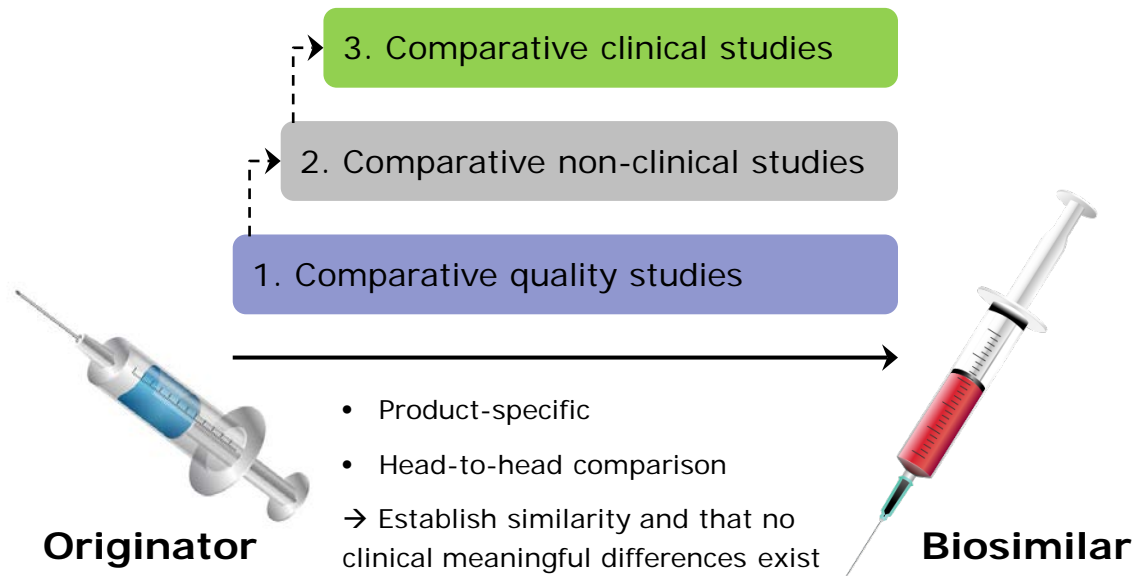 3. Comparative clinical studies
2. Comparative non-clinical studies
1. Comparative quality studies
• Product-specific
• Head-to-head comparison
→ Establish similarity and that no
clinical meaningful differences exist
Originator
Biosimilar